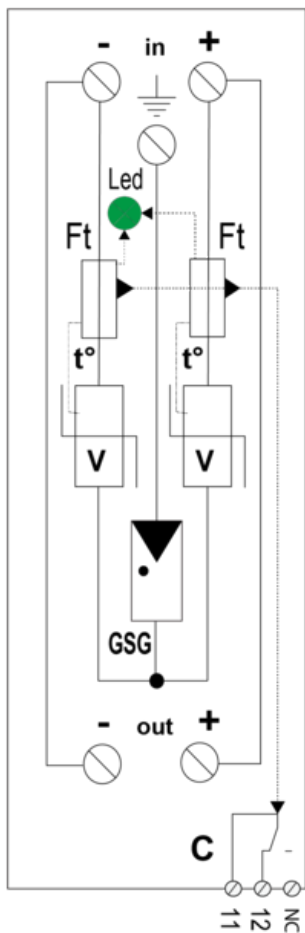 - in +
Led
Ft Ft
t° t°
V V
GSG
- out +
C
11 12 NC